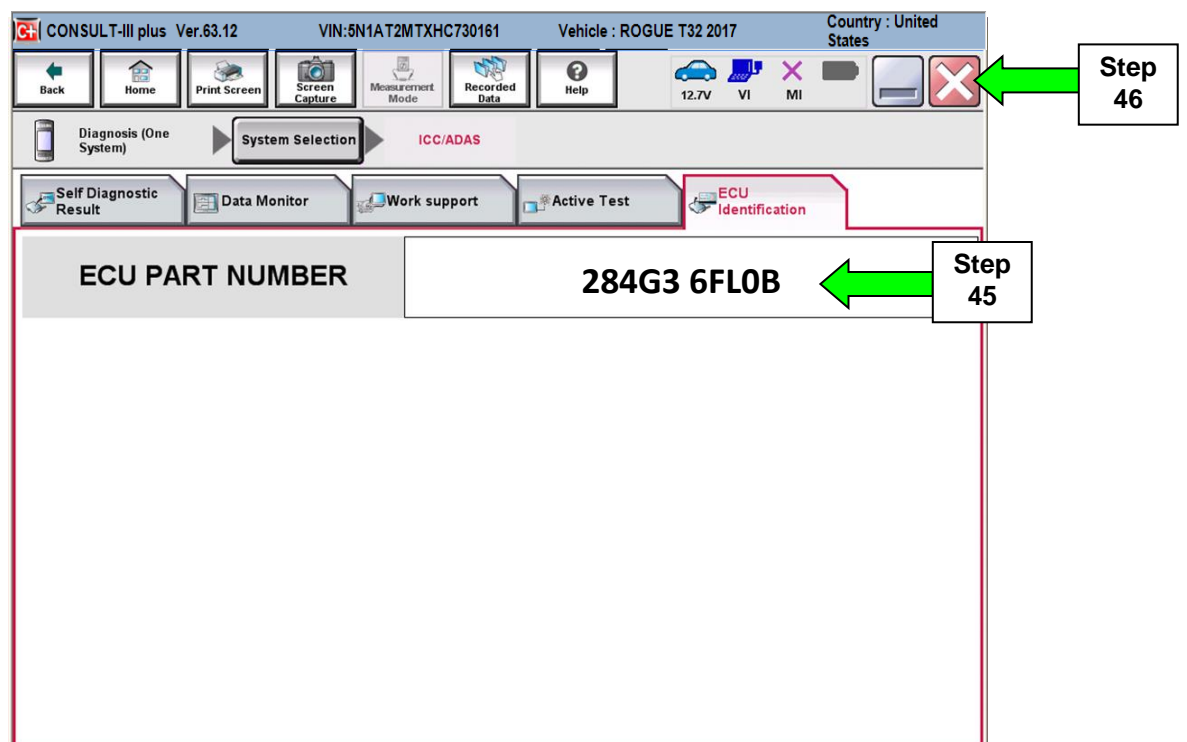 C+ CONSULT-III plus Ver.63.12 VIN:5N1AT2MTXHC730161 Vehicle : ROGUE T32 2017 Country : United
States
Back Home Print Screen Screen
Capture Measurement
Mode Recorded
Data Help 12.7V VI MI
Step
46
Diagnosis (One
System) System Selection ICC/ADAS
Self Diagnostic
Result Data Monitor Work support Active Test ECU
Identification
ECU PART NUMBER 284G3 6FL0B
Step
45